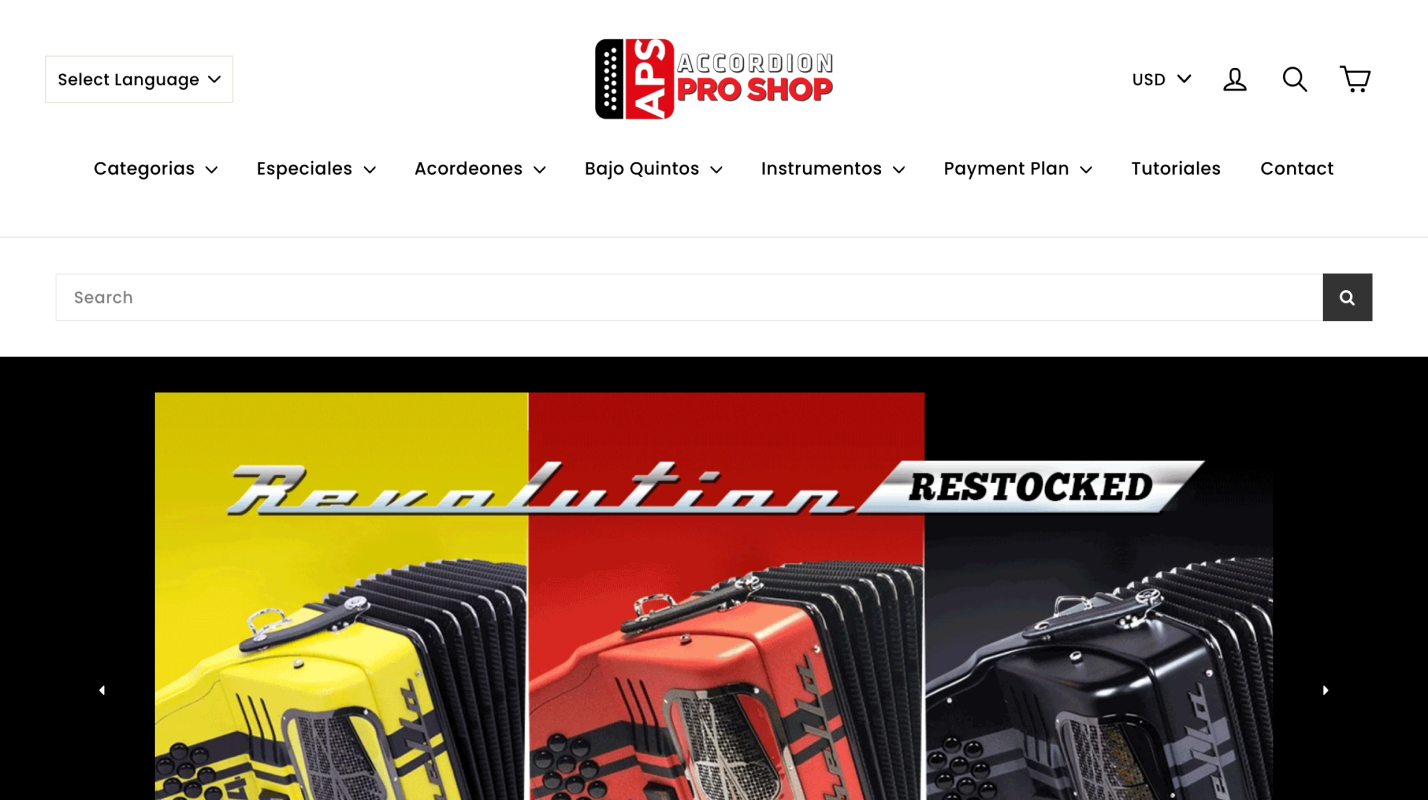 Select Language
APS
ACCORDION
PRO SHOP
USD
Categorias
Especiales
Acordeones
Bajo Quintos
Instrumentos
Payment Plan
Tutoriales
Contact
Search
Revolution RESTOCKED